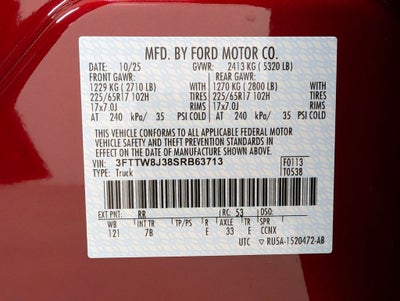 MFD. BY FORD MOTOR CO.
DATE: 10/25 GVWR: 2413 KG ( 5320 LB)
FRONT GAWR: REAR GAWR:
1229 KG ( 2710 LB) WITH 1270 KG ( 2800 LB) WITH
225/65R17 102H TIRES 225/65R17 102H TIRES
17x7.0J RIMS 17x7.0J RIMS
AT 240 kPa/ 35 PSI COLD AT 240 kPa/ 35 PSI COLD
THIS VEHICLE CONFORMS TO ALL APPLICABLE FEDERAL MOTOR
VEHICLE SAFETY AND THEFT PREVENTION STANDARDS IN
EFFECT ON THE DATE OF MANUFACTURE SHOWN ABOVE.
VIN: 3FTTW8J38SRB63713 F0113
TYPE: Truck T0538
EXT PNT: RR RC: 53 DSO:
WB INT TR TP/PS R AXLE TR SPR
121 7B E 33 E CCNX
UTC RU5A-1520472-AB